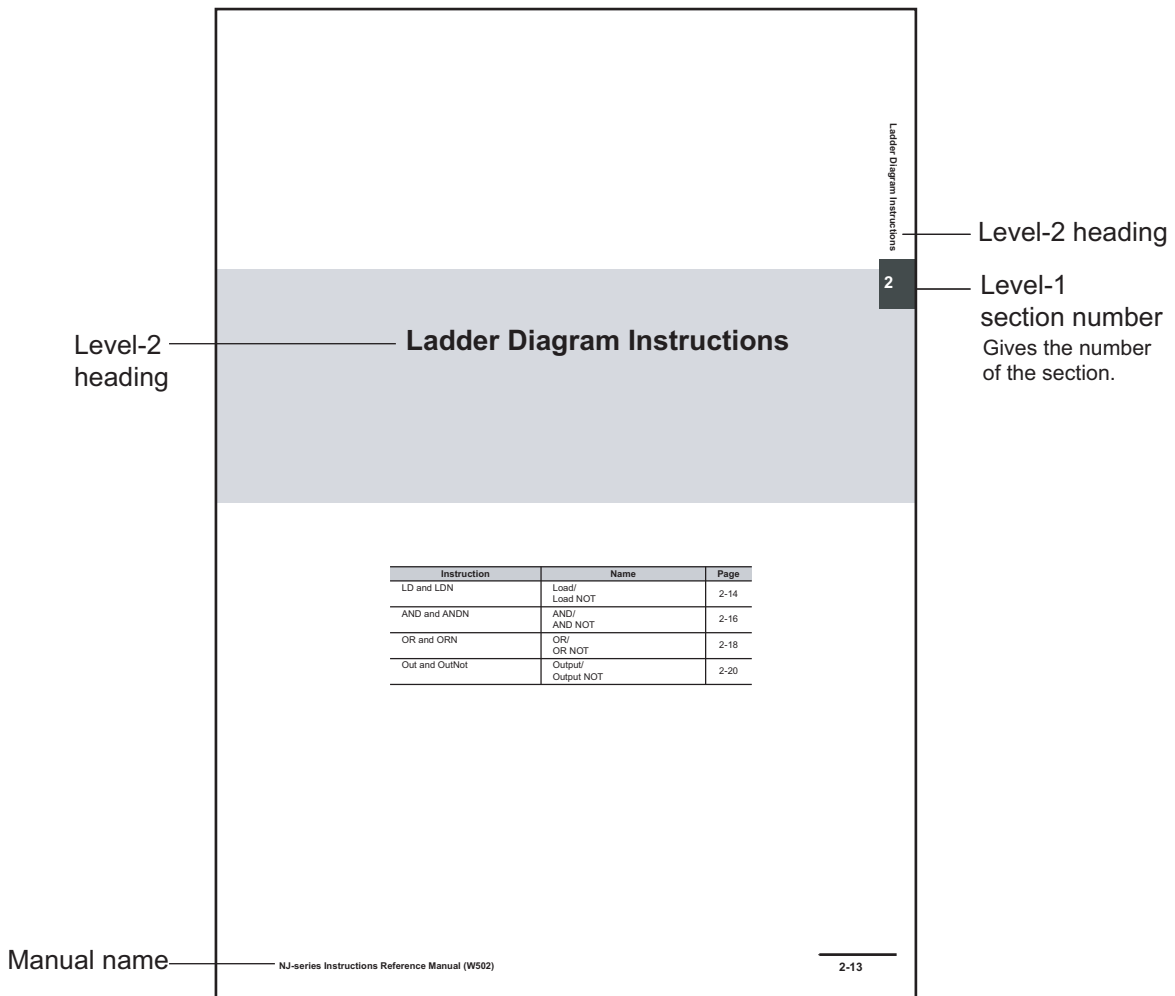 Ladder Diagram Instructions
Level-2 heading
2
Level-1
section number
Gives the number
of the section.
Level-2
heading
Ladder Diagram Instructions
Instruction Name Page
LD and LDN Load/
Load NOT 2-14
AND and ANDN AND/
AND NOT 2-16
OR and ORN OR/
OR NOT 2-18
Out and OutNot Output/
Output NOT 2-20
Manual name
NJ-series Instructions Reference Manual (W502)
2-13